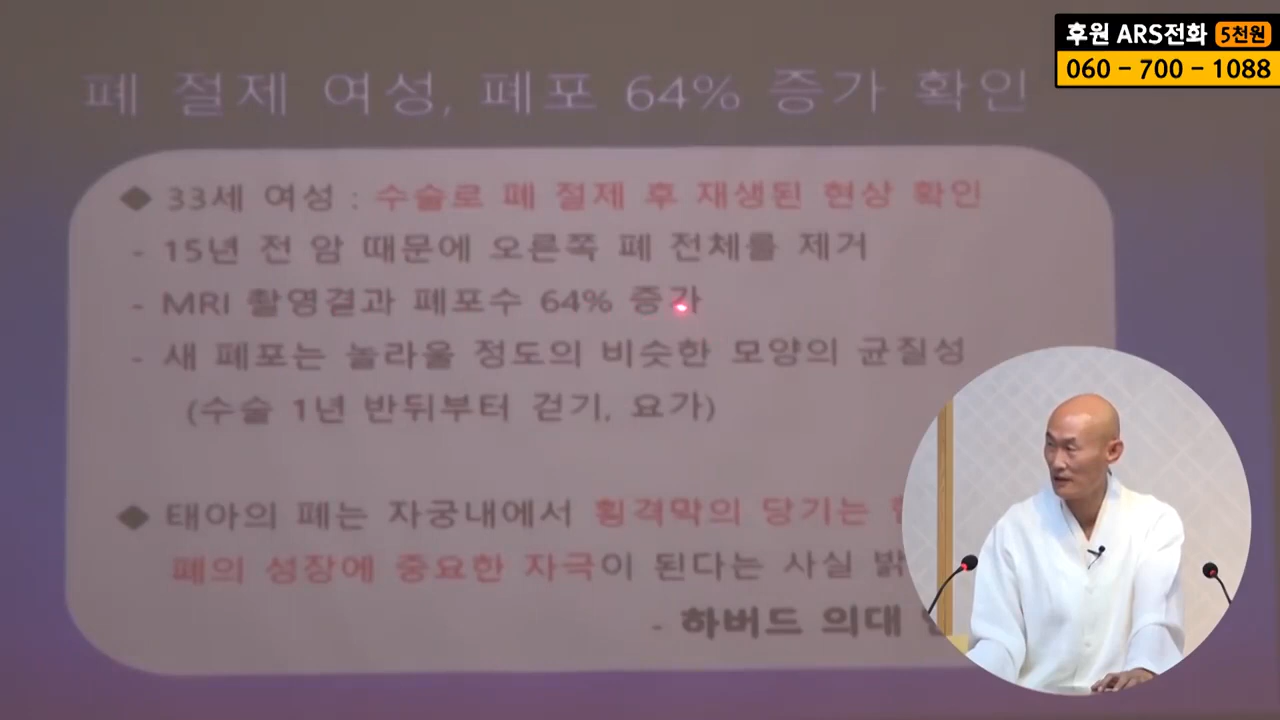 후원 ARS전화 5천원
060 - 700 - 1088
폐 절제 여성, 폐포 64% 증가 확인
◆ 33세 여성 : 수술로 폐 절제 후 재생된 현상 확인
- 15년 전 암 때문에 오른쪽 폐 전체를 제거
- MRI 촬영결과 폐포수 64% 증가
- 새 폐포는 놀라울 정도의 비슷한 모양의 균질성
(수술 1년 반뒤부터 걷기, 요가)
◆ 태아의 폐는 자궁내에서 횡격막의 당기는
폐의 성장에 중요한 자극이 된다는 사실
- 하버드 의대